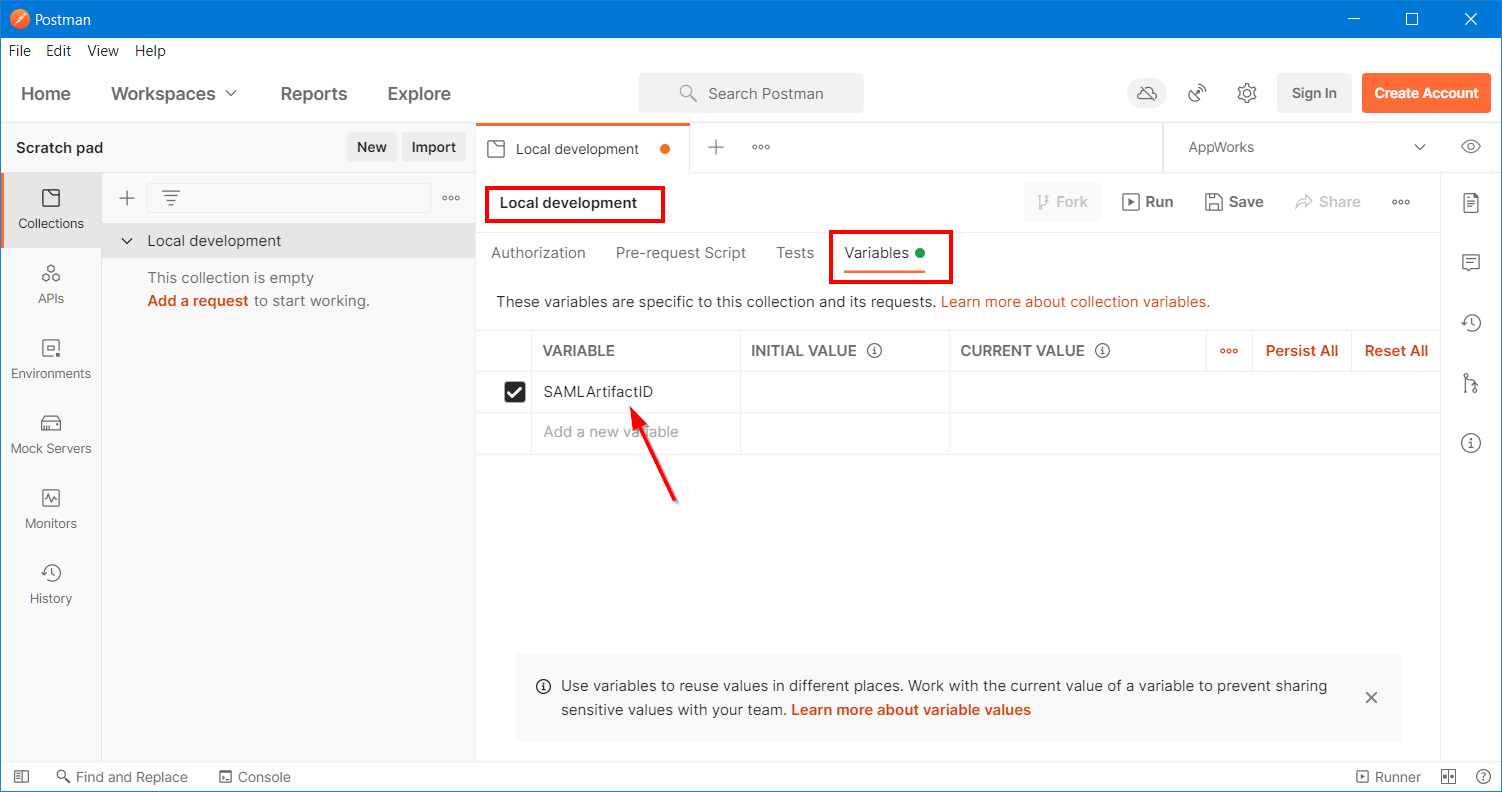 Postman
File Edit View Help
Home Workspaces Reports Explore Search Postman Sign In Create Account
Scratch pad New Import Local development AppWorks
Collections
APIs
Environments
Mock Servers
Monitors
History
Local development
This collection is empty
Add a request to start working.
Local development Fork Run Save Share
Authorization Pre-request Script Tests Variables
These variables are specific to this collection and its requests. Learn more about collection variables.
VARIABLE INITIAL VALUE CURRENT VALUE Persist All Reset All
SAMLArtifactID
Add a new variable
Use variables to reuse values in different places. Work with the current value of a variable to prevent sharing
sensitive values with your team. Learn more about variable values
Find and Replace Console Runner